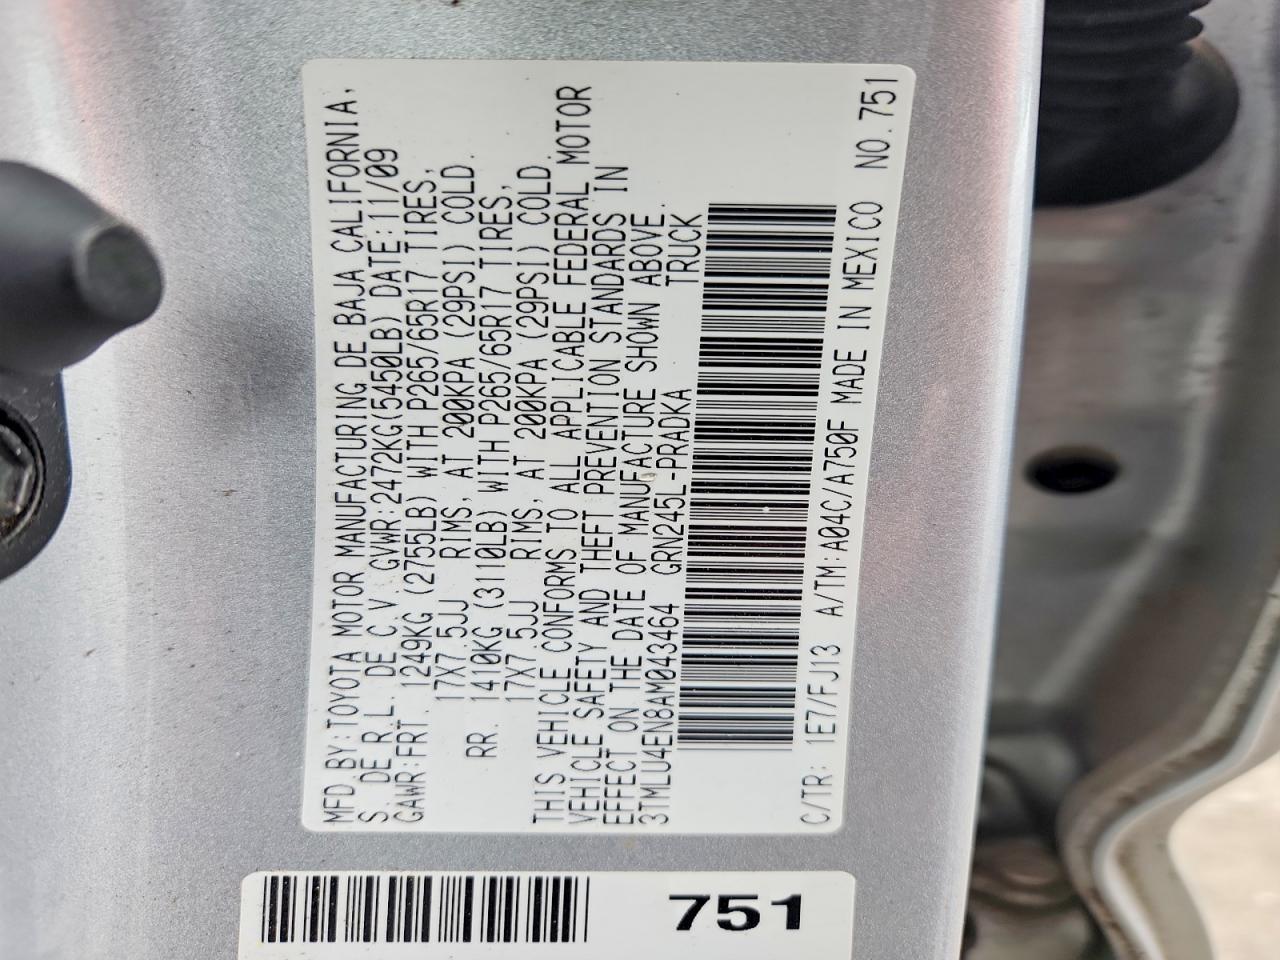 MFD.BY:TOYOTA MOTOR MANUFACTURING DE BAJA CALIFORNIA,
S. DE R.L. DE C.V. GVWR:2472KG(5450LB) DATE:11/09
GAWR:FRT. 1249KG (2755LB) WITH P265/65R17 TIRES,
17X7.5JJ RIMS, AT 200KPA (29PSI) COLD.
RR. 1410KG (3110LB) WITH P265/65R17 TIRES,
17X7.5JJ RIMS, AT 200KPA (29PSI) COLD.
THIS VEHICLE CONFORMS TO ALL APPLICABLE FEDERAL MOTOR
VEHICLE SAFETY AND THEFT PREVENTION STANDARDS IN
EFFECT ON THE DATE OF MANUFACTURE SHOWN ABOVE.
3TMLU4EN8AM043464 GRN245L-PRADKA TRUCK
C/TR: 1E7/FJ13 A/TM:A04C/A750F MADE IN MEXICO NO.751
751